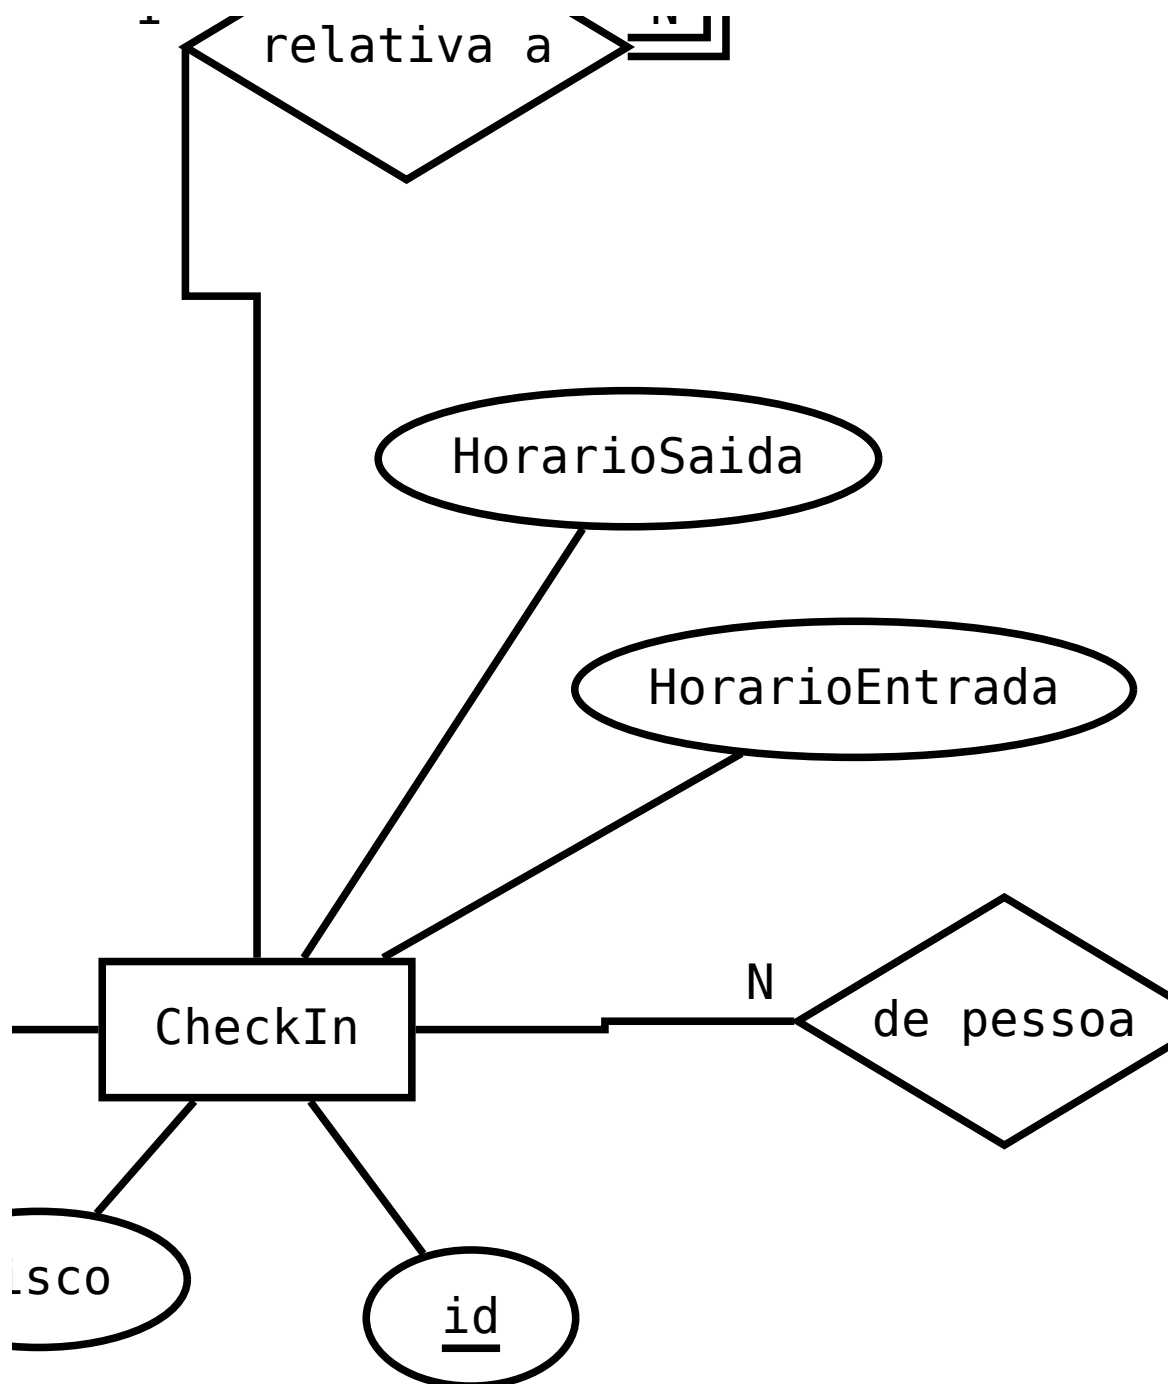 relativa a
HorarioSaida
HorarioEntrada
N
CheckIn
de pessoa
id